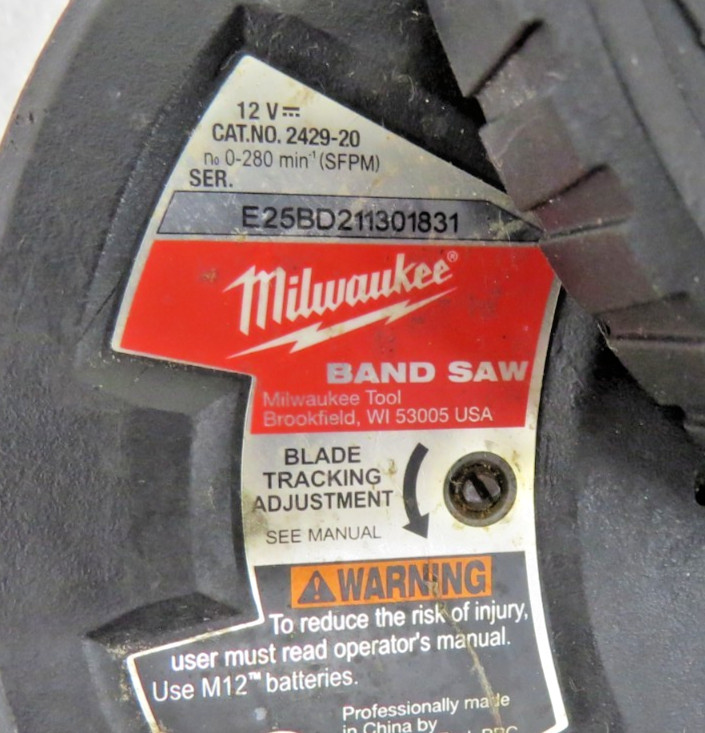 12 V⎓
CAT.NO. 2429-20
n₀ 0-280 min⁻¹ (SFPM)
SER.
E25BD211301831
Milwaukee®
BAND SAW
Milwaukee Tool
Brookfield, WI 53005 USA
BLADE
TRACKING
ADJUSTMENT
SEE MANUAL
WARNING
To reduce the risk of injury,
user must read operator's manual.
Use M12™ batteries.
Professionally made
in China by